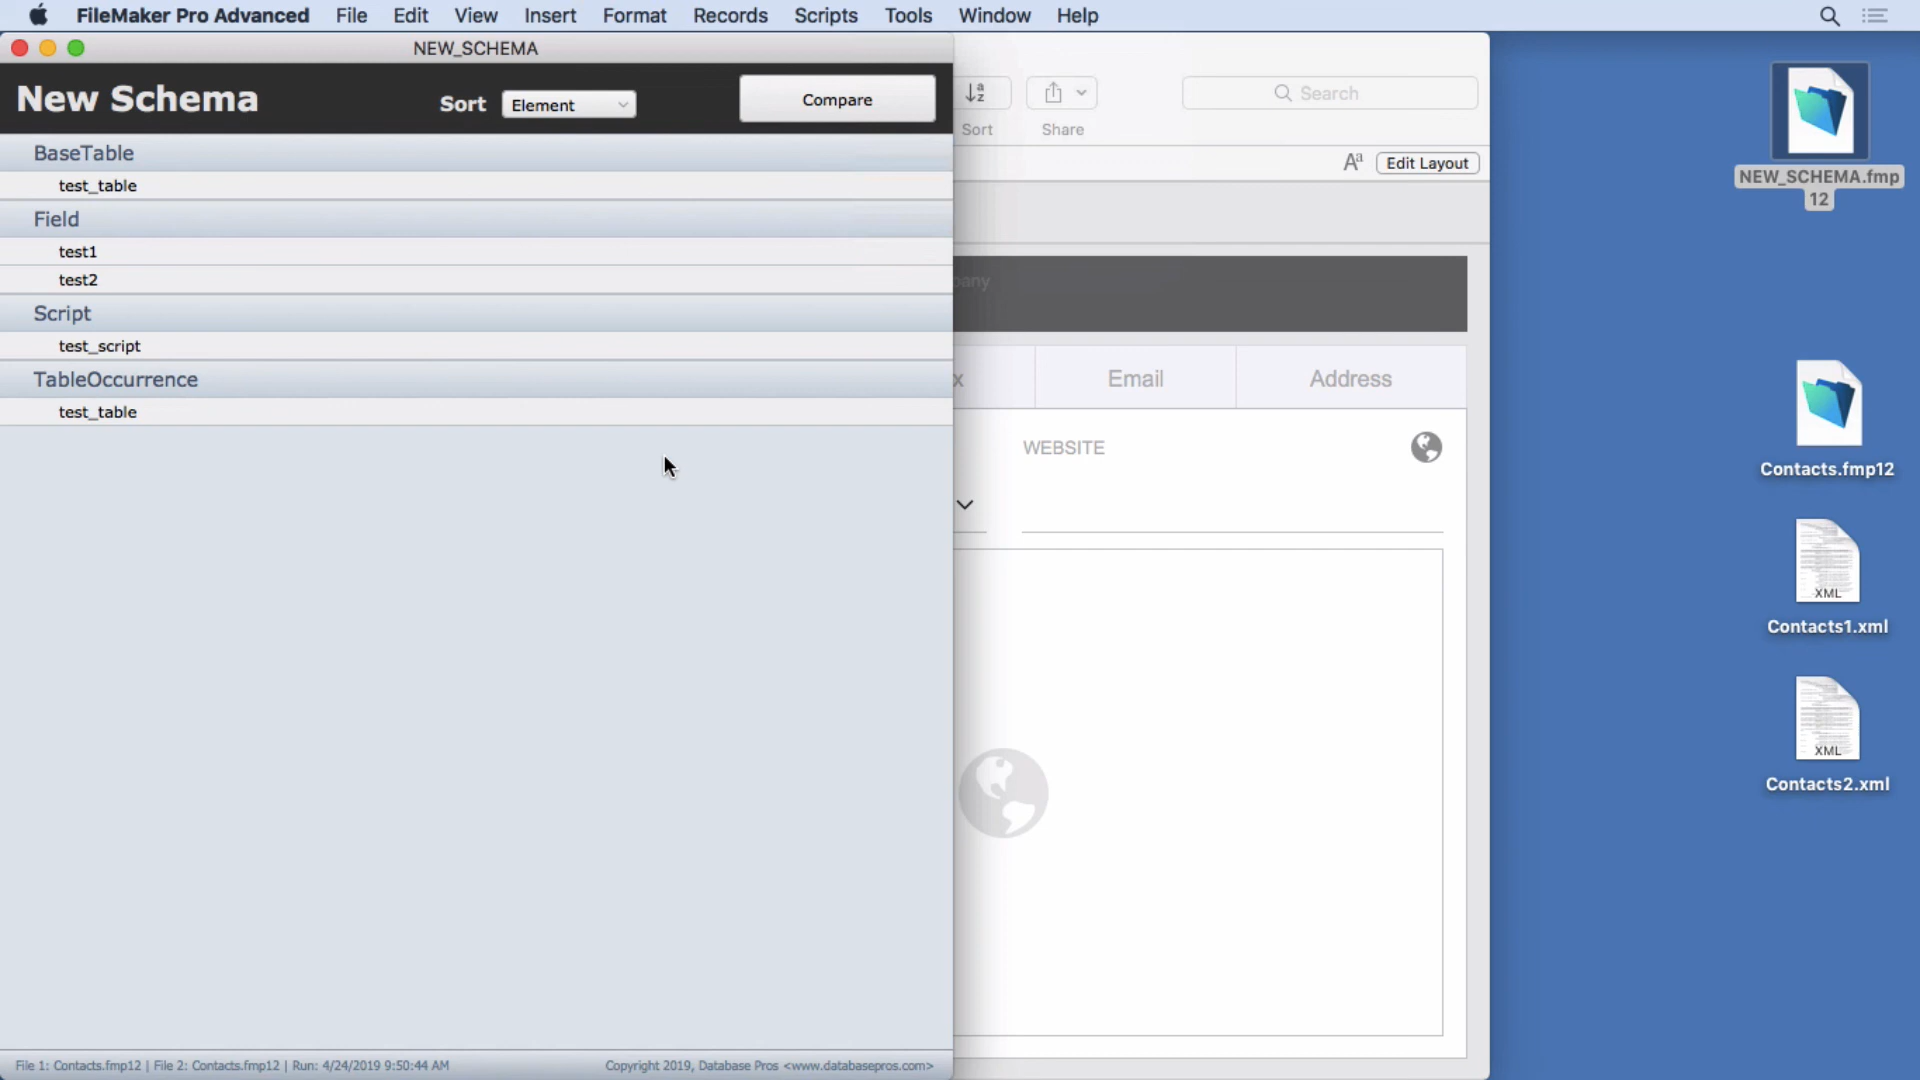 FileMaker Pro Advanced File Edit View Insert Format Records Scripts Tools Window Help
NEW_SCHEMA
New Schema
Sort Element
Compare
BaseTable
test_table
Field
test1
test2
Script
test_script
TableOccurrence
test_table
File 1: Contacts.fmp12 | File 2: Contacts.fmp12 | Run: 4/24/2019 9:50:44 AM
Copyright 2019, Database Pros <www.databasepros.com>
Search
Sort Share
Edit Layout
pany
x Email Address
WEBSITE
NEW_SCHEMA.fmp
12
Contacts.fmp12
XML
Contacts1.xml
XML
Contacts2.xml